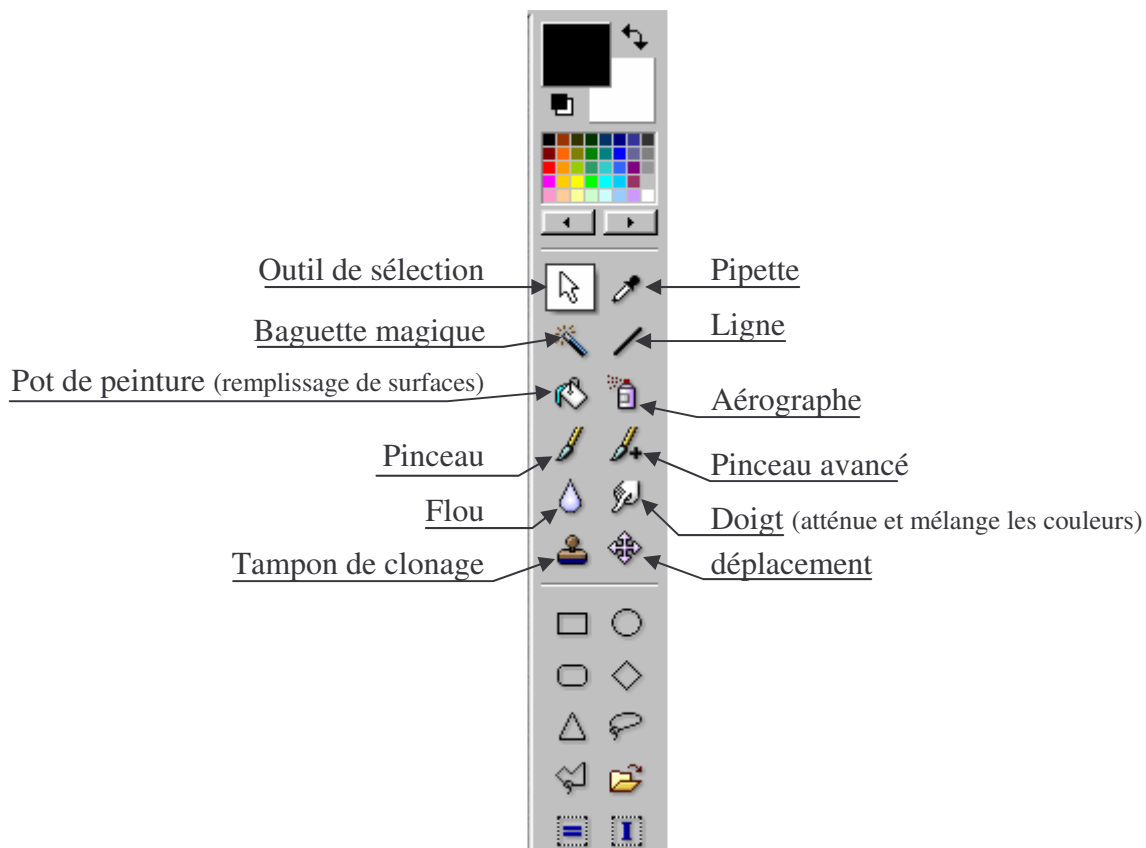 Outil de sélection
Pipette
Baguette magique
Ligne
Pot de peinture (remplissage de surfaces)
Aérographe
Pinceau
Pinceau avancé
Flou
Doigt (atténue et mélange les couleurs)
Tampon de clonage
déplacement